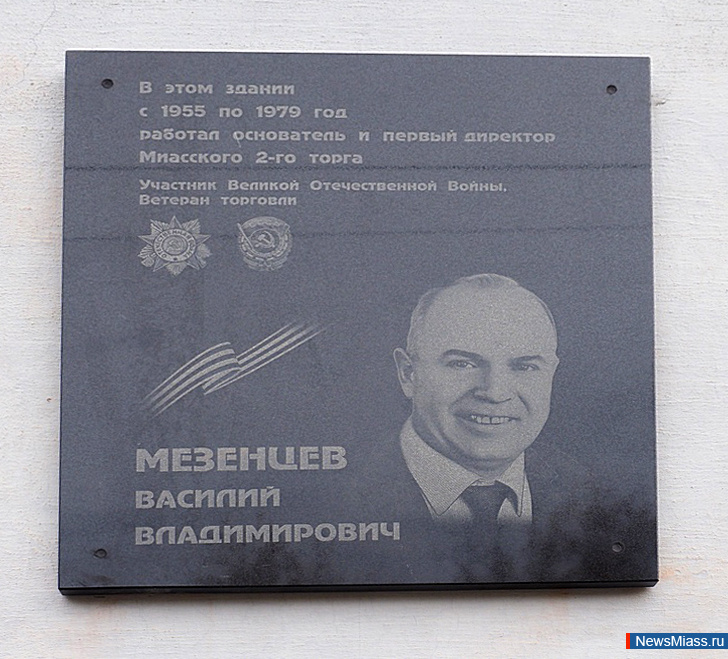 В этом здании
с 1955 по 1979 год
работал основатель и первый директор
Миасского 2-го торга
Участник Великой Отечественной Войны,
Ветеран торговли
МЕЗЕНЦЕВ
ВАСИЛИЙ
ВЛАДИМИРОВИЧ
NewsMiass.ru